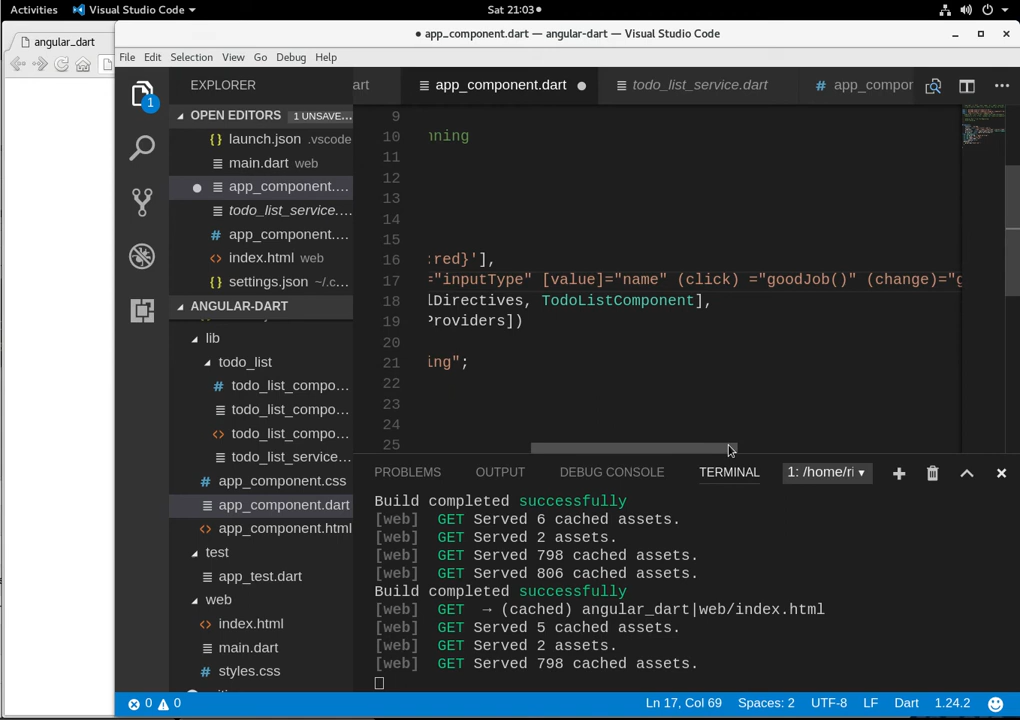 Activities Visual Studio Code Sat 21:03
angular_dart
● app_component.dart — angular-dart — Visual Studio Code
File Edit Selection View Go Debug Help
EXPLORER
OPEN EDITORS 1 UNSAVE...
{} launch.json .vscode
main.dart web
app_component....
todo_list_service....
# app_component....
<> index.html web
{} settings.json ~/.c...
ANGULAR-DART
lib
todo_list
# todo_list_compo...
todo_list_compo...
<> todo_list_compo...
todo_list_service...
# app_component.css
app_component.dart
<> app_component.html
test
app_test.dart
web
<> index.html
main.dart
# styles.css
1
art app_component.dart ● todo_list_service.dart # app_compor
9
10 nning
11
12
13
14
15
16 :red}'],
17 ="inputType" [value]="name" (click) ="goodJob()" (change)="g
18 lDirectives, TodoListComponent],
19 Providers])
20
21 ing";
22
23
24
25
PROBLEMS OUTPUT DEBUG CONSOLE TERMINAL 1: /home/ri
Build completed successfully
[web] GET Served 6 cached assets.
[web] GET Served 2 assets.
[web] GET Served 798 cached assets.
[web] GET Served 806 cached assets.
Build completed successfully
[web] GET → (cached) angular_dart|web/index.html
[web] GET Served 5 cached assets.
[web] GET Served 2 assets.
[web] GET Served 798 cached assets.
0 0 Ln 17, Col 69 Spaces: 2 UTF-8 LF Dart 1.24.2